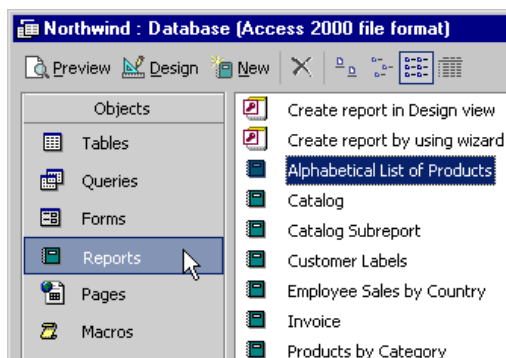 Northwind : Database (Access 2000 file format)
Preview Design New
Objects
Tables
Queries
Forms
Reports
Pages
Macros
Create report in Design view
Create report by using wizard
Alphabetical List of Products
Catalog
Catalog Subreport
Customer Labels
Employee Sales by Country
Invoice
Products by Category